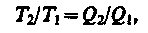 T₂/T₁ = Q₂/Q₁,